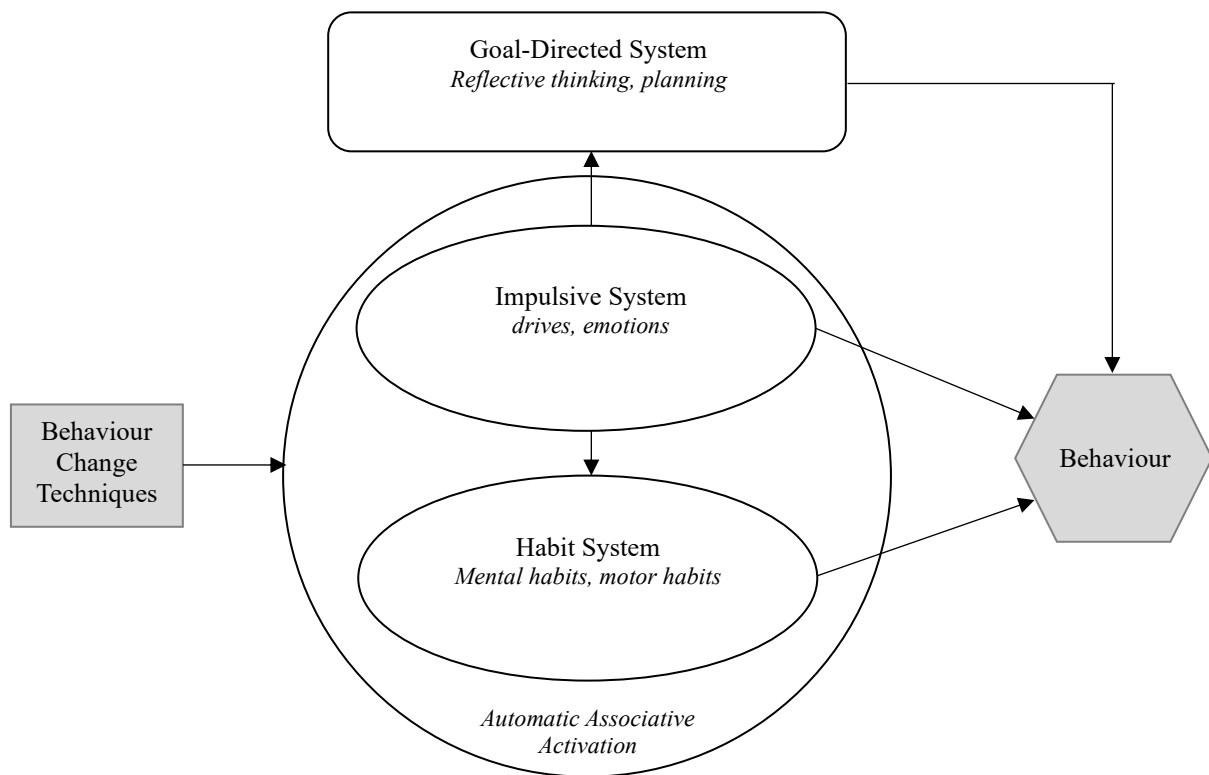 Goal-Directed System
Reflective thinking, planning
Impulsive System
drives, emotions
Behaviour
Change
Techniques
Behaviour
Habit System
Mental habits, motor habits
Automatic Associative
Activation